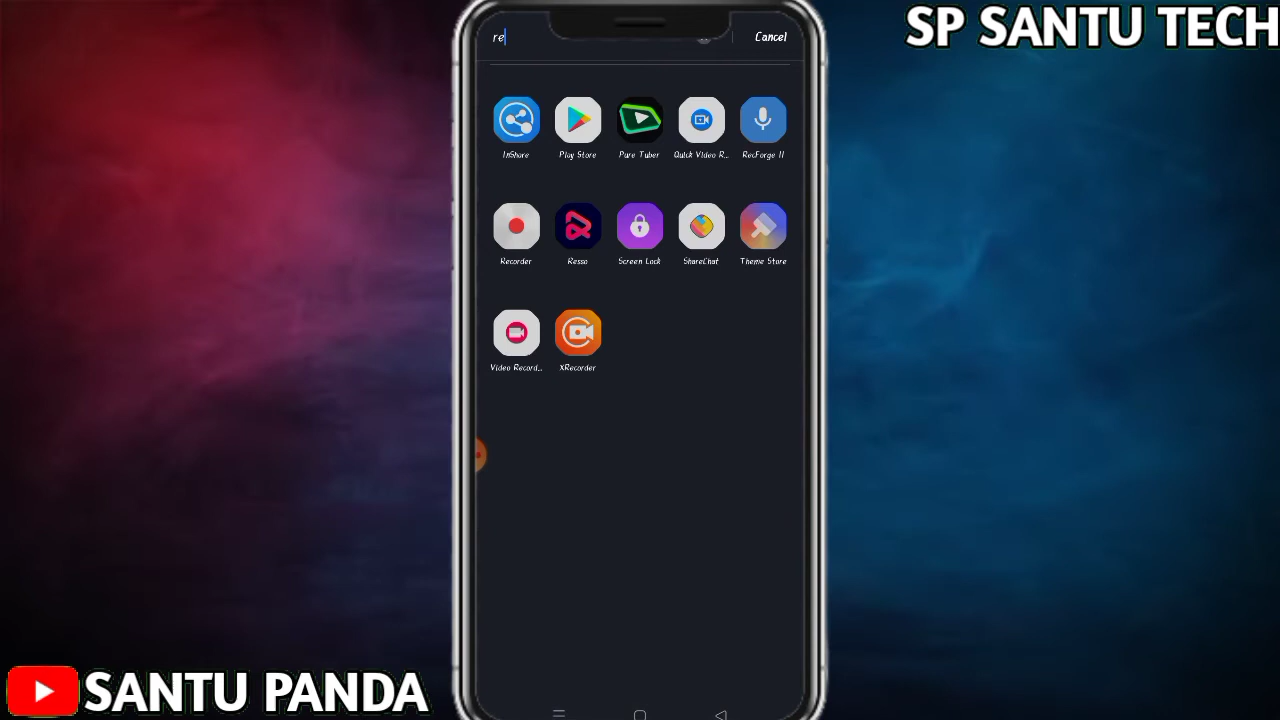 SP SANTU TECH
re Cancel
InShare Play Store Pure Tuber Quick Video R... RecForge II
Recorder Resso Screen Lock ShareChat Theme Store
Video Record... XRecorder
SANTU PANDA